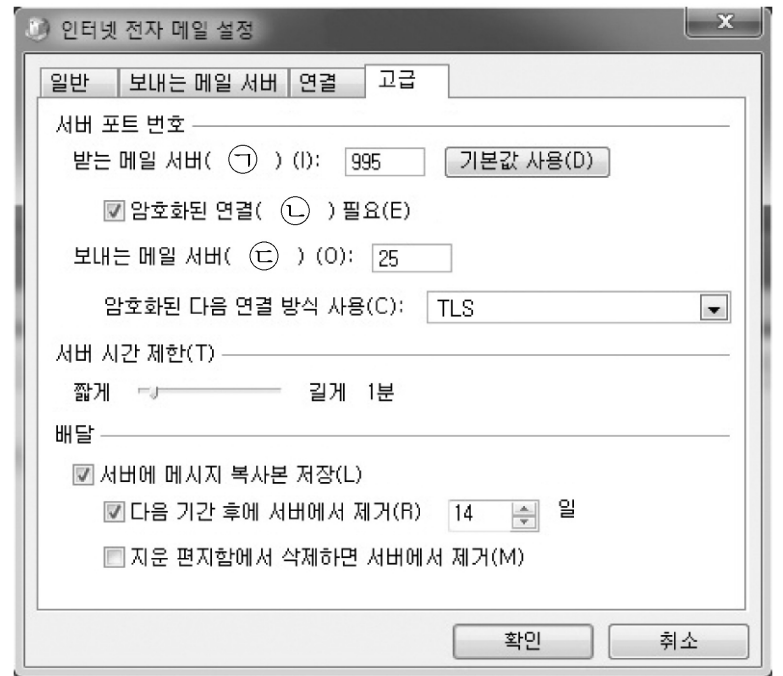 인터넷 전자 메일 설정
일반 보내는 메일 서버 연결 고급
서버 포트 번호
받는 메일 서버( ㉠ ) (I): 995 기본값 사용(D)
암호화된 연결( ㉡ ) 필요(E)
보내는 메일 서버( ㉢ ) (O): 25
암호화된 다음 연결 방식 사용(C): TLS
서버 시간 제한(T)
짧게 길게 1분
배달
서버에 메시지 복사본 저장(L)
다음 기간 후에 서버에서 제거(R) 14 일
지운 편지함에서 삭제하면 서버에서 제거(M)
확인 취소